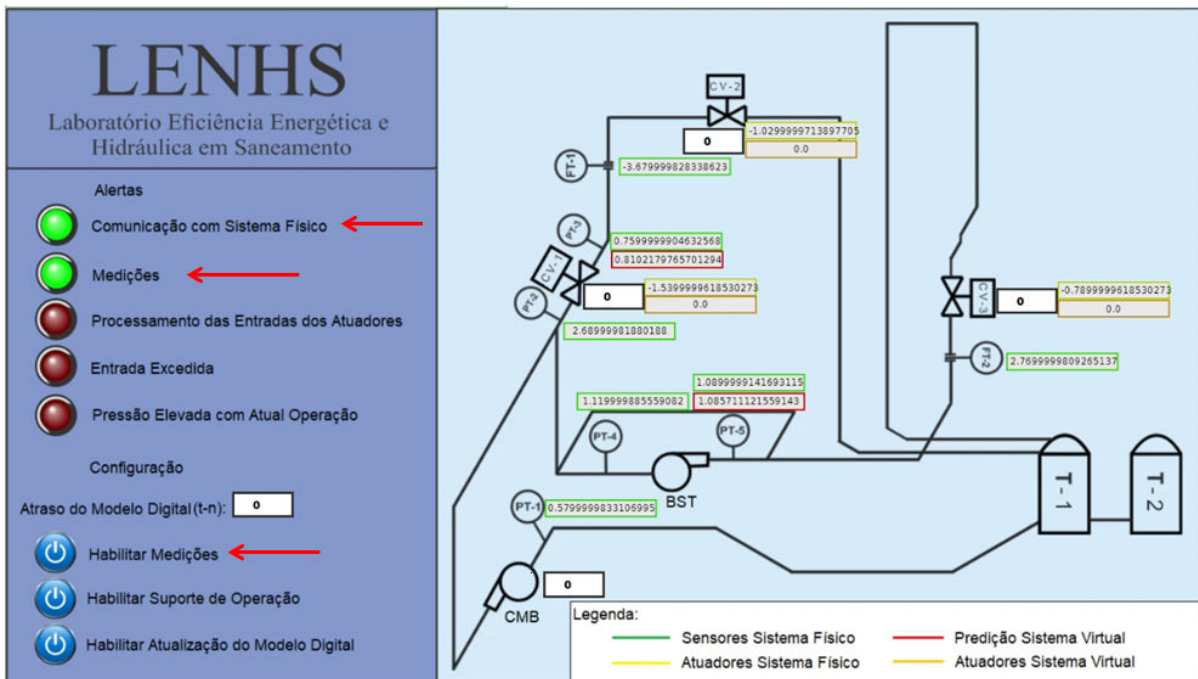 LENHS
Laboratório Eficiência Energética e
Hidráulica em Saneamento
Alertas
Comunicação com Sistema Físico
Medições
Processamento das Entradas dos Atuadores
Entrada Excedida
Pressão Elevada com Atual Operação
Configuração
Atraso do Modelo Digital(t-n):
0
Habilitar Medições
Habilitar Suporte de Operação
Habilitar Atualização do Modelo Digital
CV-2
0
-1.0299999713897705
0.0
FT-1
-3.679999828338623
PT-3
0.7599999904632568
0.8102179765701294
CV-1
0
-1.5399999618530273
0.0
PT-2
2.68999981880188
CV-3
0
-0.7899999618530273
0.0
FT-2
2.7699999809265137
1.0899999141693115
1.119999885559082
1.085711121559143
PT-4
PT-5
BST
T-1
T-2
PT-1
0.5799999833106995
CMB
0
Legenda:
Sensores Sistema Físico
Predição Sistema Virtual
Atuadores Sistema Físico
Atuadores Sistema Virtual